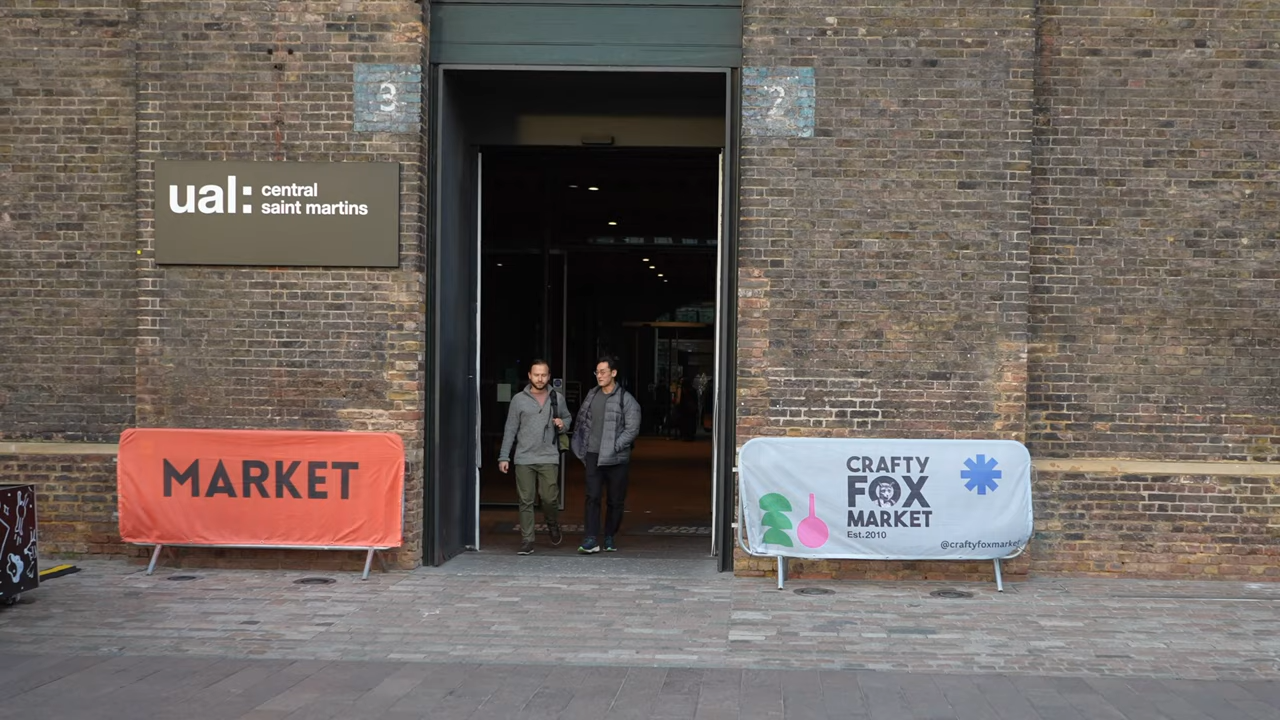 3
2
ual: central
saint martins
MARKET
CRAFTY
FOX
MARKET
Est.2010
@craftyfoxmarket